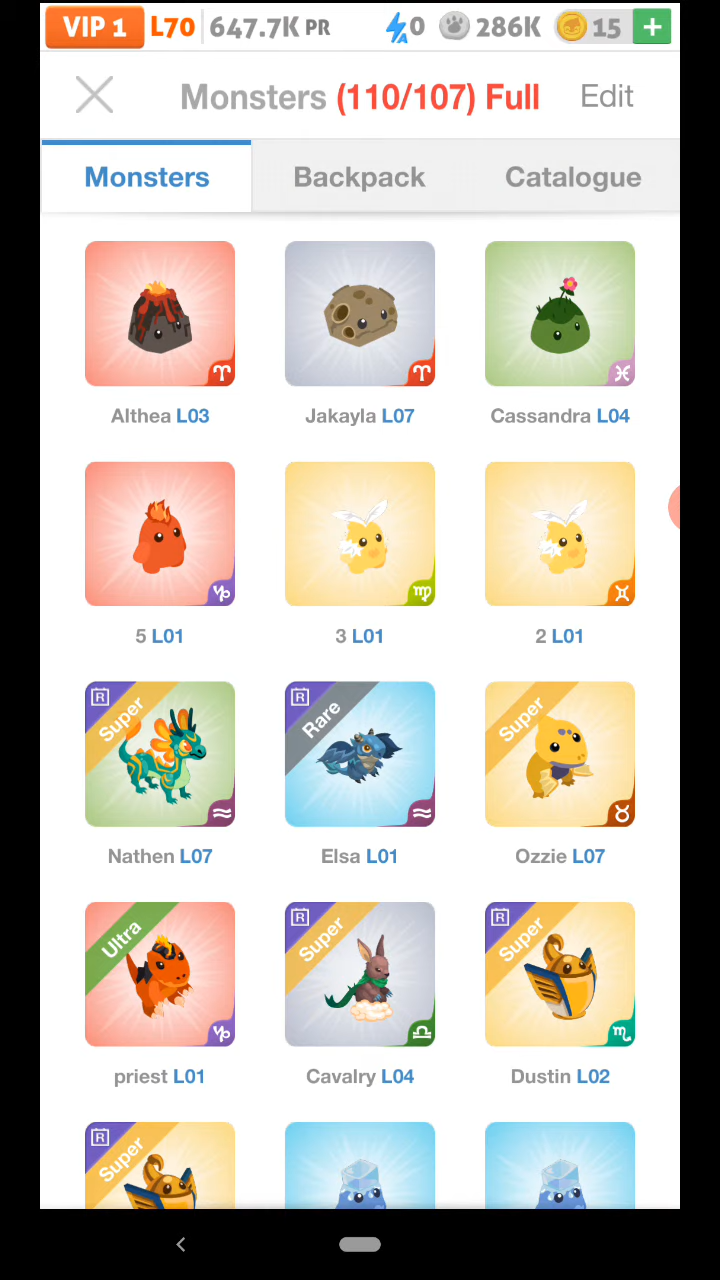 VIP 1 L70 647.7K PR 0 286K 15 +
Monsters (110/107) Full Edit
Monsters Backpack Catalogue
Althea L03 Jakayla L07 Cassandra L04
5 L01 3 L01 2 L01
R Super R Rare Super
Nathen L07 Elsa L01 Ozzie L07
Ultra R Super R Super
priest L01 Cavalry L04 Dustin L02
R Super